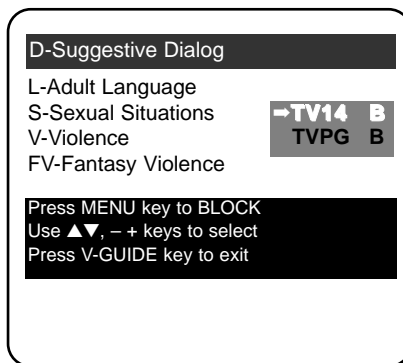 D-Suggestive Dialog
L-Adult Language
S-Sexual Situations
V-Violence
FV-Fantasy Violence
➡TV14 B
TVPG B
Press MENU key to BLOCK
Use ▲▼, – + keys to select
Press V-GUIDE key to exit